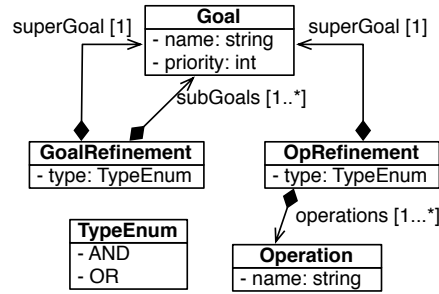 Goal
superGoal [1]
superGoal [1]
- name: string
- priority: int
subGoals [1..*]
GoalRefinement
- type: TypeEnum
OpRefinement
- type: TypeEnum
operations [1...*]
TypeEnum
- AND
- OR
Operation
- name: string